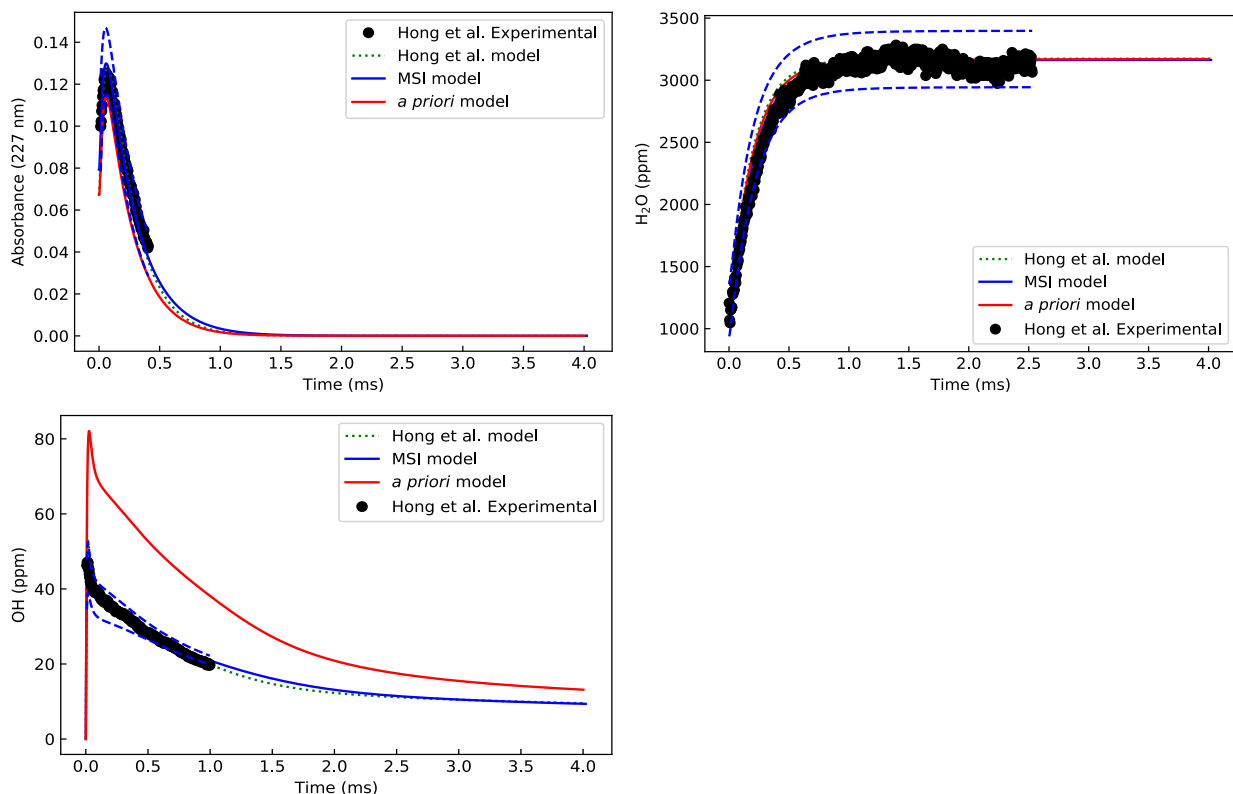 Absorbance (227 nm)
0.14
0.12
0.10
0.08
0.06
0.04
0.02
0.00
Hong et al. Experimental
Hong et al. model
MSI model
a priori model
0.0 0.5 1.0 1.5 2.0 2.5 3.0 3.5 4.0
Time (ms)
H₂O (ppm)
3500
3000
2500
2000
1500
1000
Hong et al. model
MSI model
a priori model
Hong et al. Experimental
0.0 0.5 1.0 1.5 2.0 2.5 3.0 3.5 4.0
Time (ms)
OH (ppm)
80
60
40
20
0
Hong et al. model
MSI model
a priori model
Hong et al. Experimental
0.0 0.5 1.0 1.5 2.0 2.5 3.0 3.5 4.0
Time (ms)